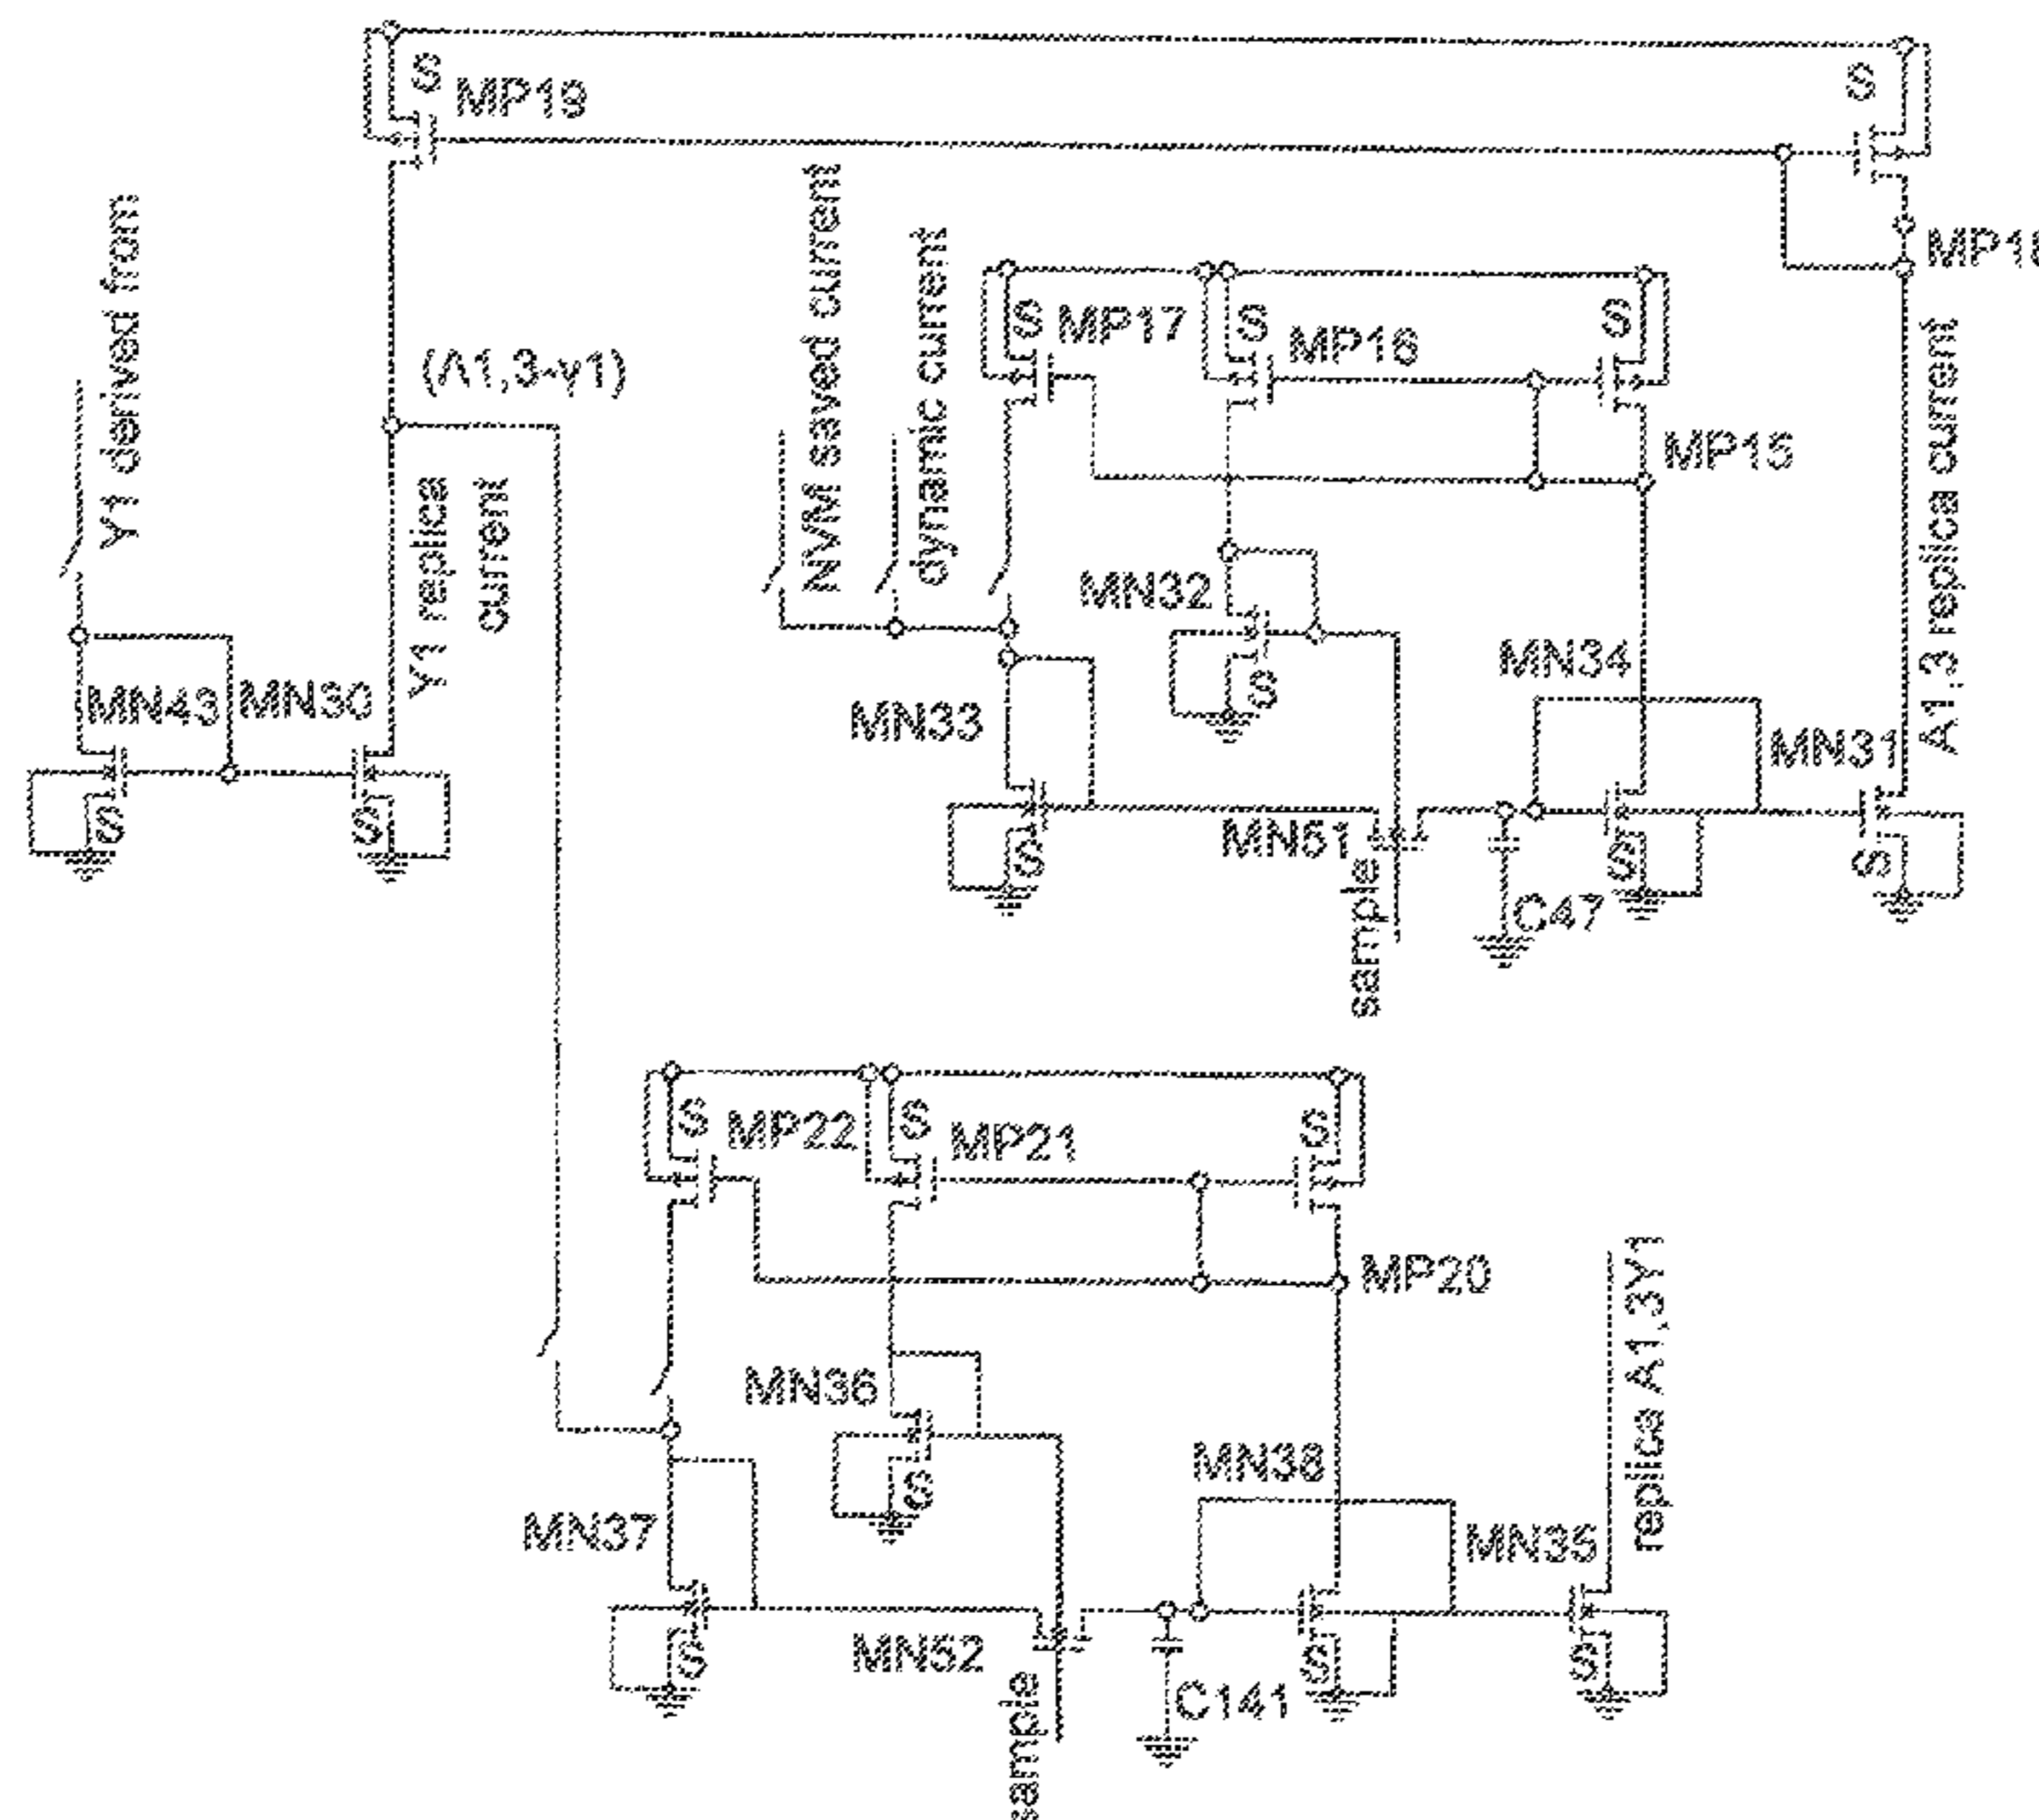 S
MP19
S
MP18
Y1 derived from
NVM saved current
dynamic current
S
MP17
S
MP16
S
MP15
(A1,3-y1)
Y1 replica
current
A1,3 replica current
MN32
S
MN43
MN30
S
S
MN33
S
MN34
MN31
MN51
sample
C47
S
S
S
MP22
S
MP21
S
MP20
replica A1,3Y1
MN36
S
MN38
MN37
S
MN35
MN52
sample
C141
S
S